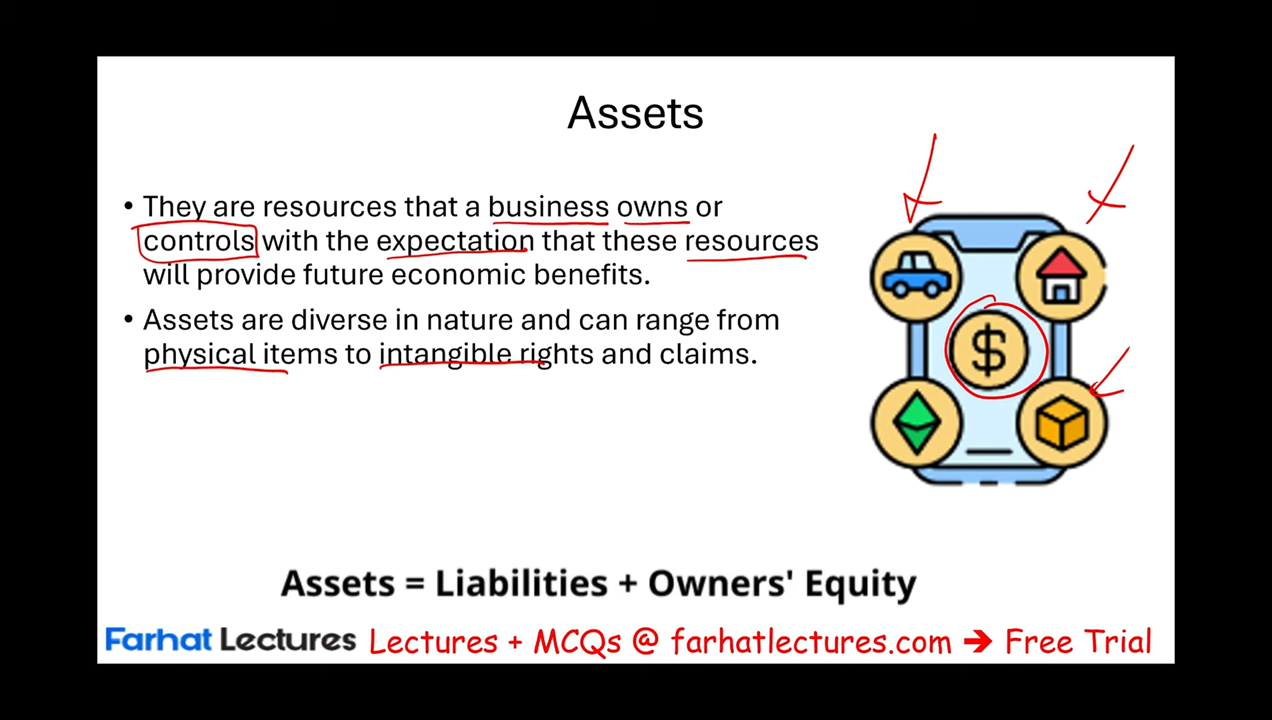 Assets
• They are resources that a business owns or
controls with the expectation that these resources
will provide future economic benefits.
• Assets are diverse in nature and can range from
physical items to intangible rights and claims.
$
Assets = Liabilities + Owners' Equity
Farhat Lectures Lectures + MCQs @ farhatlectures.com ➔ Free Trial